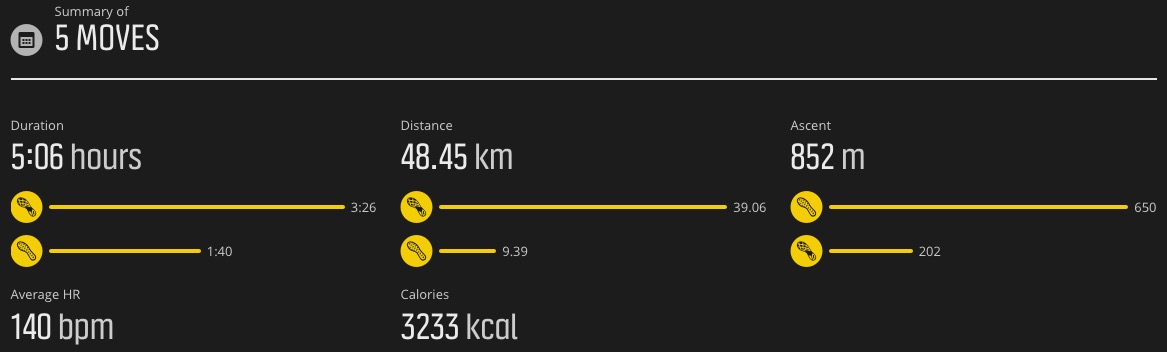 Summary of
5 MOVES
Duration
5:06 hours
3:26
1:40
Distance
48.45 km
39.06
9.39
Ascent
852 m
650
202
Average HR
140 bpm
Calories
3233 kcal